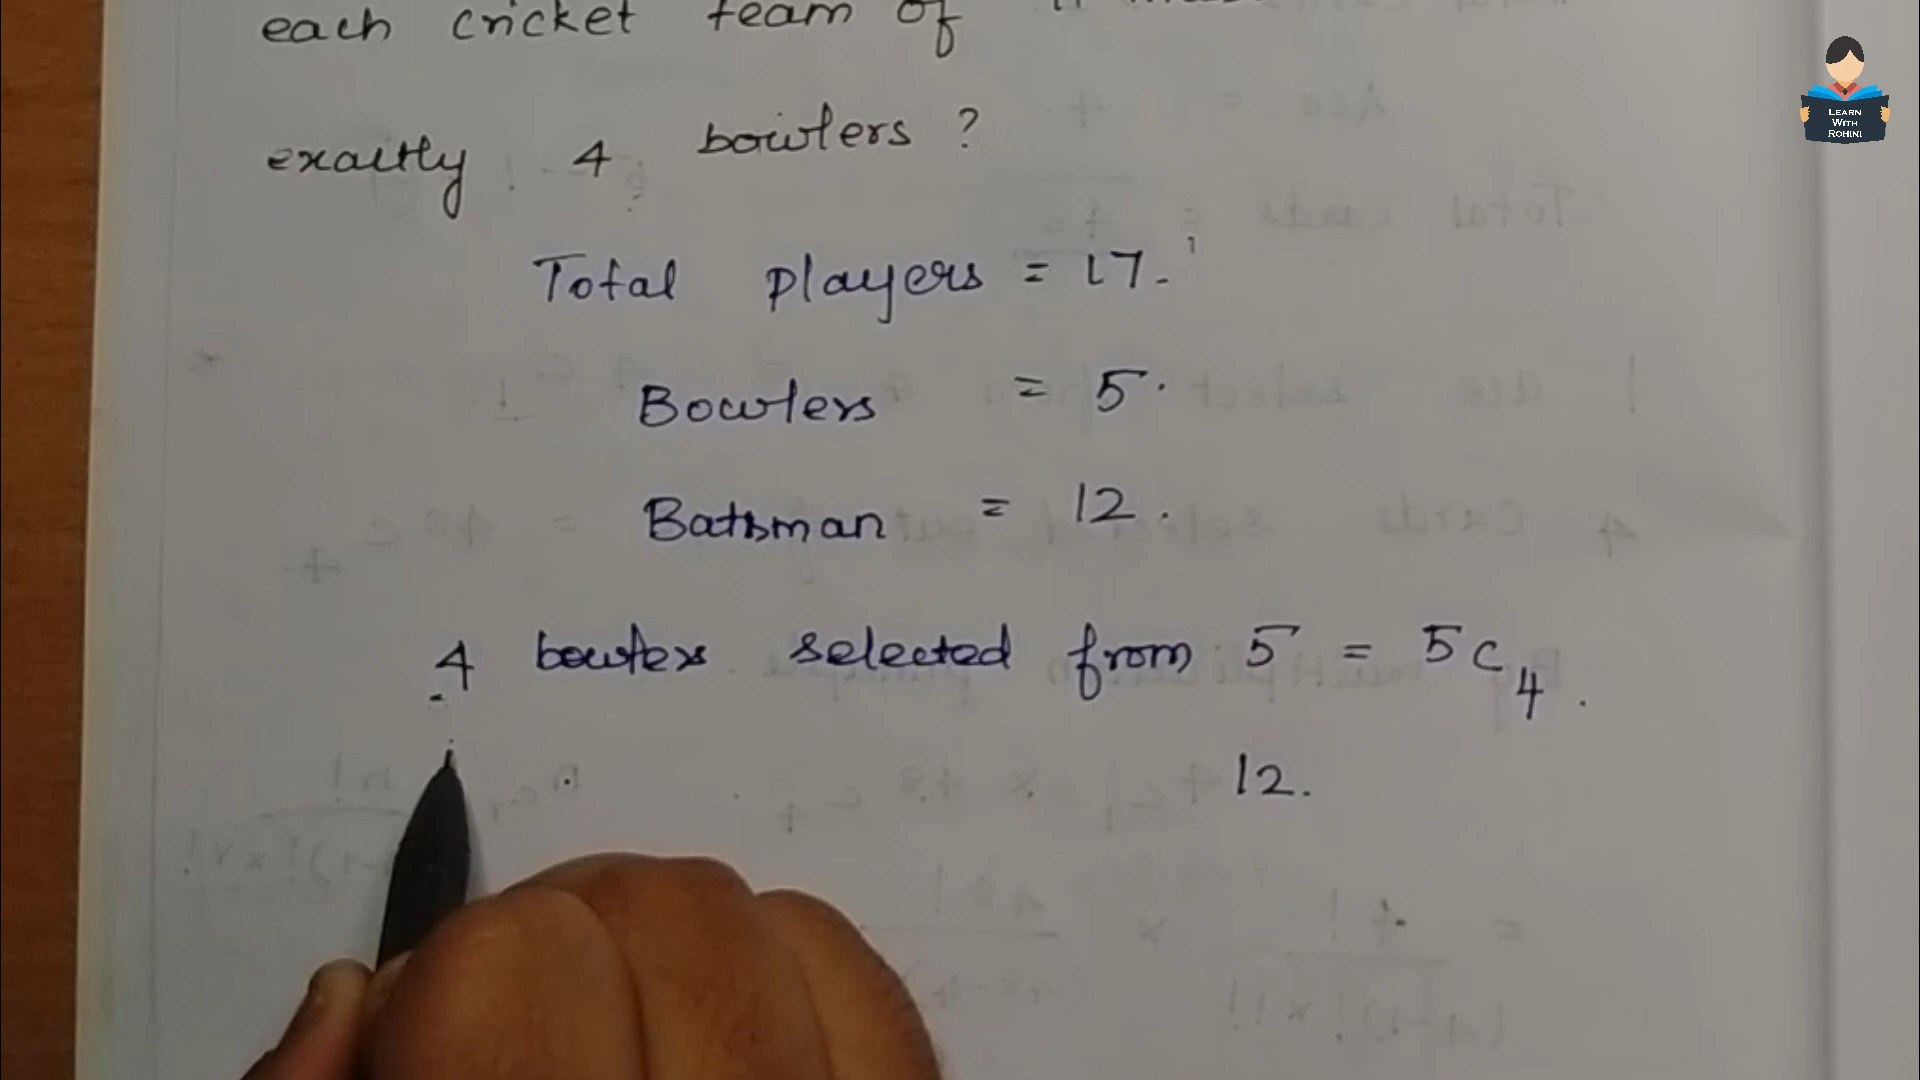 each cricket team of 11
exactly 4 bowlers ?
Total players = 17.
Bowlers = 5.
Batsman = 12.
4 bowlers selected from 5 = 5C4.
12.
LEARN
WITH
ROHINI